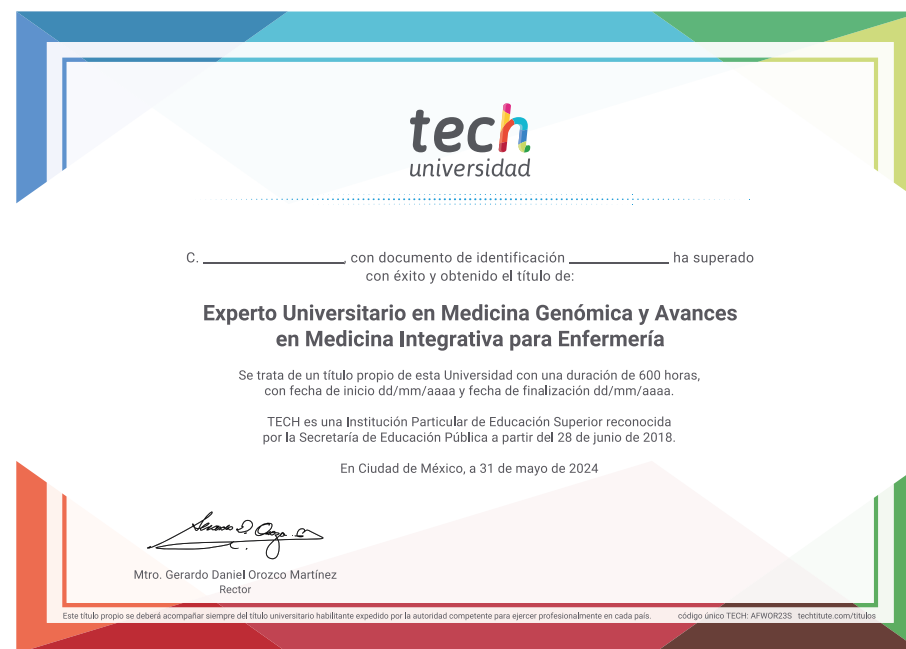 tech
universidad
C. ____________, con documento de identificación ____________ ha superado
con éxito y obtenido el título de:
Experto Universitario en Medicina Genómica y Avances
en Medicina Integrativa para Enfermería
Se trata de un título propio de esta Universidad con una duración de 600 horas,
con fecha de inicio dd/mm/aaaa y fecha de finalización dd/mm/aaaa.
TECH es una Institución Particular de Educación Superior reconocida
por la Secretaría de Educación Pública a partir del 28 de junio de 2018.
En Ciudad de México, a 31 de mayo de 2024
Mtro. Gerardo Daniel Orozco Martínez
Rector
Este título propio se deberá acompañar siempre del título universitario habilitante expedido por la autoridad competente para ejercer profesionalmente en cada país. código único TECH: AFWOR23S techtitute.com/titulos